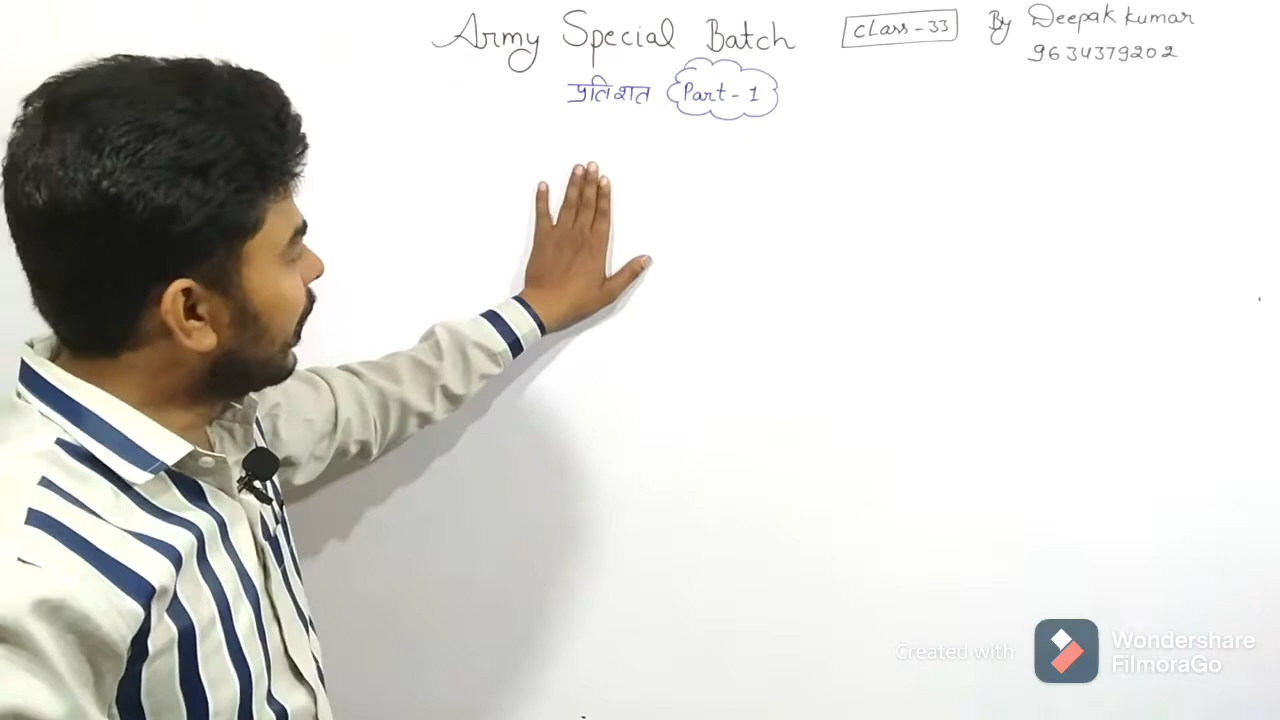 Army Special Batch class-33 By Deepak kumar
9634379202
प्रतिशत Part-1
Created with Wondershare
FilmoraGo